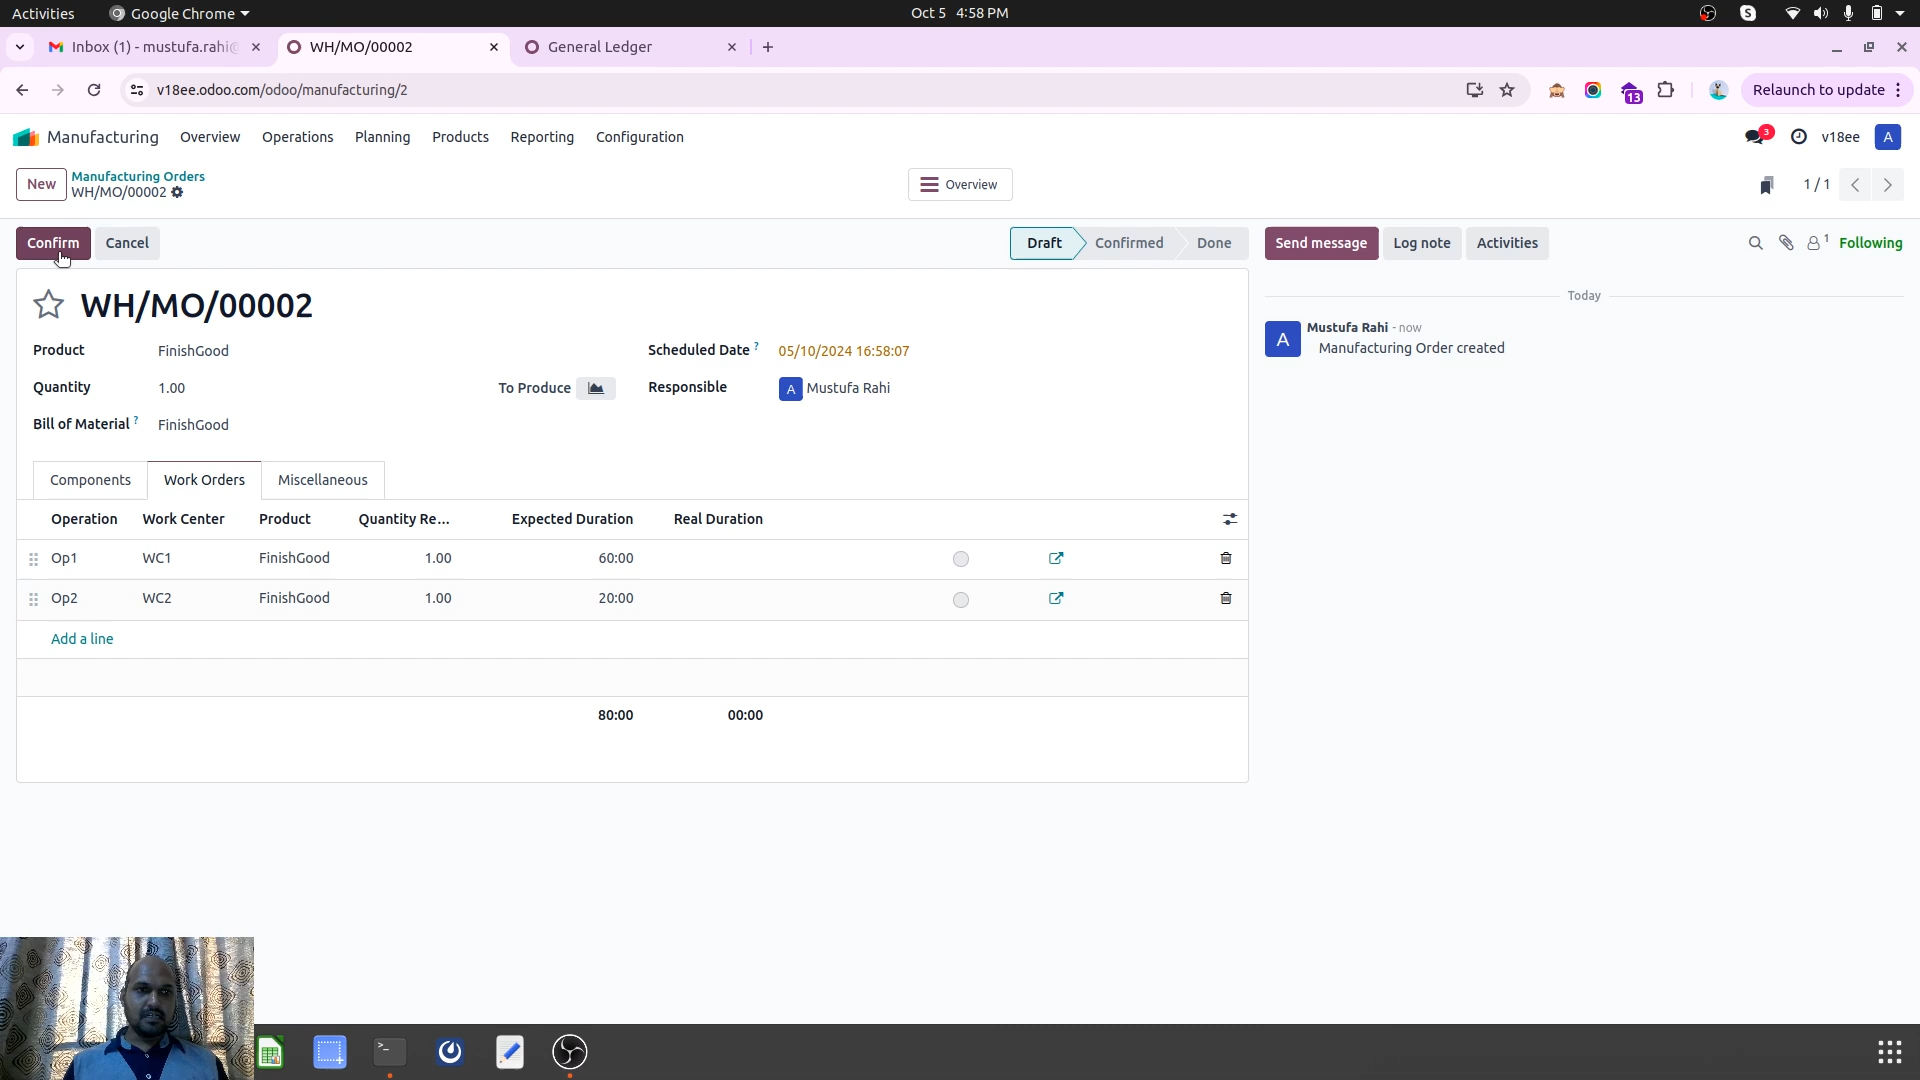 Activities
Google Chrome
Oct 5 4:58 PM
Inbox (1) - mustufa.rahi@
WH/MO/00002
General Ledger
v18ee.odoo.com/odoo/manufacturing/2
13
Relaunch to update
Manufacturing
Overview
Operations
Planning
Products
Reporting
Configuration
3
v18ee
A
New
Manufacturing Orders
WH/MO/00002
Overview
1 / 1
Confirm
Cancel
Draft
Confirmed
Done
Send message
Log note
Activities
1
Following
WH/MO/00002
Product
FinishGood
Scheduled Date ?
05/10/2024 16:58:07
Quantity
1.00
To Produce
Responsible
A
Mustufa Rahi
Bill of Material ?
FinishGood
Today
A
Mustufa Rahi - now
Manufacturing Order created
Components
Work Orders
Miscellaneous
Operation Work Center Product Quantity Re... Expected Duration Real Duration
Op1 WC1 FinishGood 1.00 60:00
Op2 WC2 FinishGood 1.00 20:00
Add a line
80:00 00:00